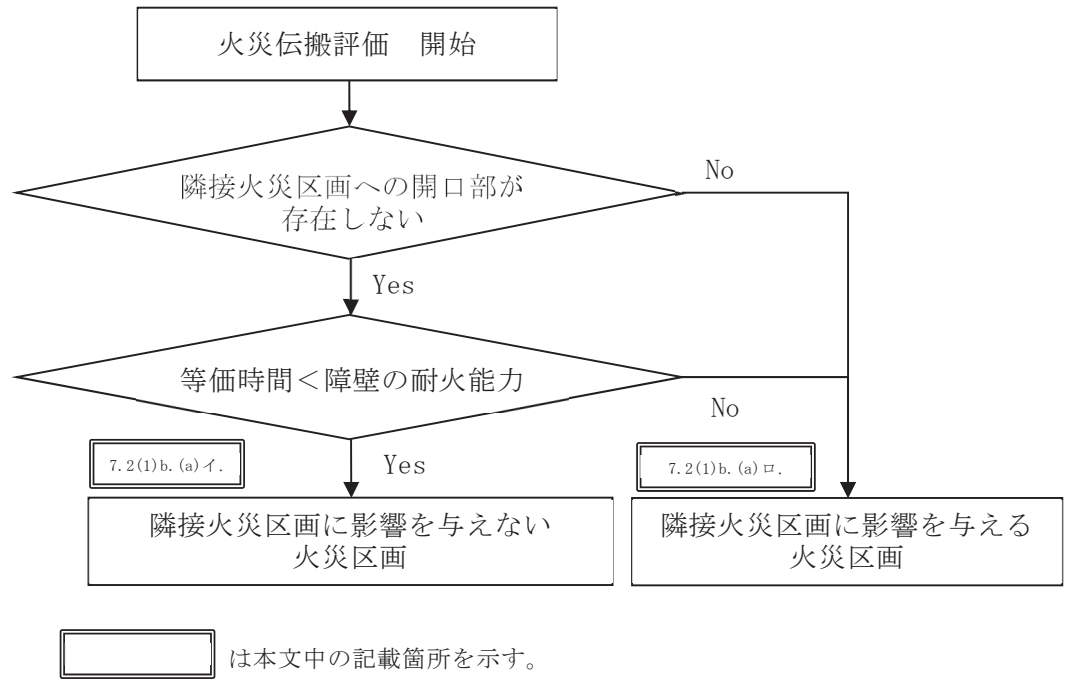 火災伝搬評価　開始
隣接火災区画への開口部が
存在しない
No
Yes
等価時間＜障壁の耐火能力
No
7.2(1)b.(a)イ.
Yes
7.2(1)b.(a)ロ.
隣接火災区画に影響を与えない
火災区画
隣接火災区画に影響を与える
火災区画
は本文中の記載箇所を示す。